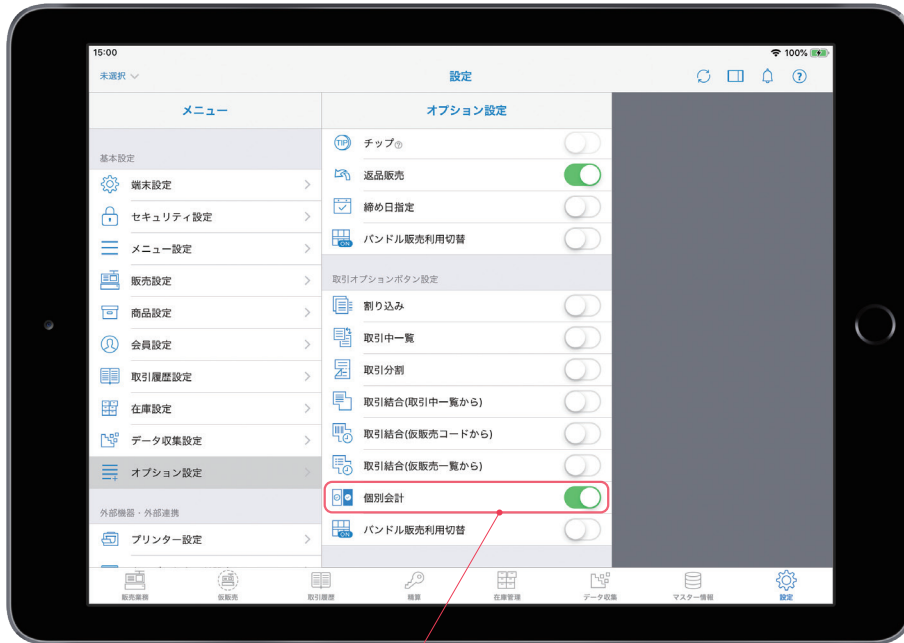 15:00
100%
未選択
設定
メニュー
オプション設定
基本設定
端末設定
セキュリティ設定
メニュー設定
販売設定
商品設定
会員設定
取引履歴設定
在庫設定
データ収集設定
オプション設定
外部機器・外部連携
プリンター設定
TIP チップ
返品販売
締め日指定
ON バンドル販売利用切替
取引オプションボタン設定
割り込み
取引中一覧
取引分割
取引結合(取引中一覧から)
取引結合(仮販売コードから)
取引結合(仮販売一覧から)
個別会計
ON バンドル販売利用切替
販売業務
仮販売
取引履歴
精算
在庫管理
データ収集
マスター情報
設定